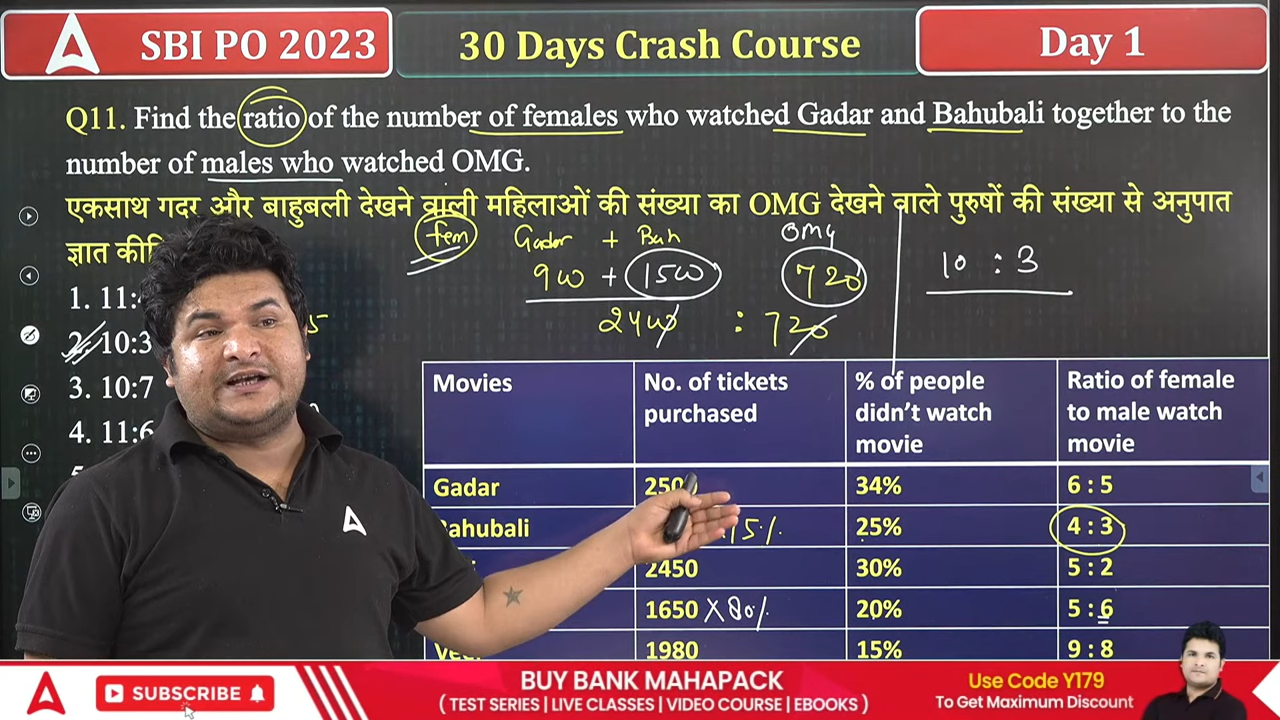 SBI PO 2023
30 Days Crash Course
Day 1
Q11. Find the ratio of the number of females who watched Gadar and Bahubali together to the
number of males who watched OMG.
एकसाथ गदर और बाहुबली देखने वाली महिलाओं की संख्या का OMG देखने वाले पुरुषों की संख्या से अनुपात
ज्ञात
fem Gadar + Bah OMG
900 + 1500 720 10 : 3
2400 : 720
1. 11:
2. 10:3
3. 10:7
4. 11:6
Movies No. of tickets purchased % of people didn't watch movie Ratio of female to male watch movie
Gadar 2500 34% 6 : 5
Bahubali 25% 4 : 3
2450 30% 5 : 2
1650 X 80% 20% 5 : 6
1980 15% 9 : 8
SUBSCRIBE
BUY BANK MAHAPACK
( TEST SERIES | LIVE CLASSES | VIDEO COURSE | EBOOKS )
Use Code Y179
To Get Maximum Discount